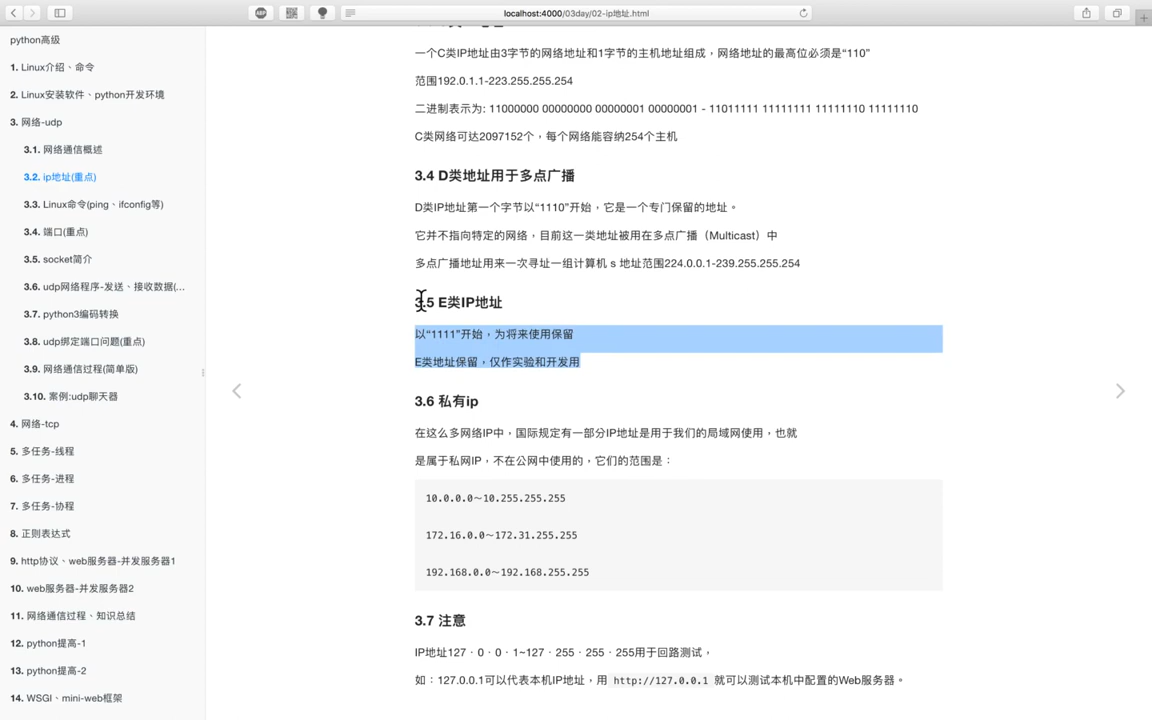 localhost:4000/03day/02-ip地址.html
python高级
1. Linux介绍、命令
2. Linux安装软件、python开发环境
3. 网络-udp
3.1. 网络通信概述
3.2. ip地址(重点)
3.3. Linux命令(ping、ifconfig等)
3.4. 端口(重点)
3.5. socket简介
3.6. udp网络程序-发送、接收数据(...
3.7. python3编码转换
3.8. udp绑定端口问题(重点)
3.9. 网络通信过程(简单版)
3.10. 案例:udp聊天器
4. 网络-tcp
5. 多任务-线程
6. 多任务-进程
7. 多任务-协程
8. 正则表达式
9. http协议、web服务器-并发服务器1
10. web服务器-并发服务器2
11. 网络通信过程、知识总结
12. python提高-1
13. python提高-2
14. WSGI、mini-web框架
一个C类IP地址由3字节的网络地址和1字节的主机地址组成，网络地址的最高位必须是“110”
范围192.0.1.1-223.255.255.254
二进制表示为: 11000000 00000000 00000001 00000001 - 11011111 11111111 11111110 11111110
C类网络可达2097152个，每个网络能容纳254个主机
3.4 D类地址用于多点广播
D类IP地址第一个字节以“1110”开始，它是一个专门保留的地址。
它并不指向特定的网络，目前这一类地址被用在多点广播（Multicast）中
多点广播地址用来一次寻址一组计算机 s 地址范围224.0.0.1-239.255.255.254
3.5 E类IP地址
以“1111”开始，为将来使用保留
E类地址保留，仅作实验和开发用
3.6 私有ip
在这么多网络IP中，国际规定有一部分IP地址是用于我们的局域网使用，也就
是属于私网IP，不在公网中使用的，它们的范围是：
10.0.0.0～10.255.255.255
172.16.0.0～172.31.255.255
192.168.0.0～192.168.255.255
3.7 注意
IP地址127．0．0．1~127．255．255．255用于回路测试，
如：127.0.0.1可以代表本机IP地址，用 http://127.0.0.1 就可以测试本机中配置的Web服务器。